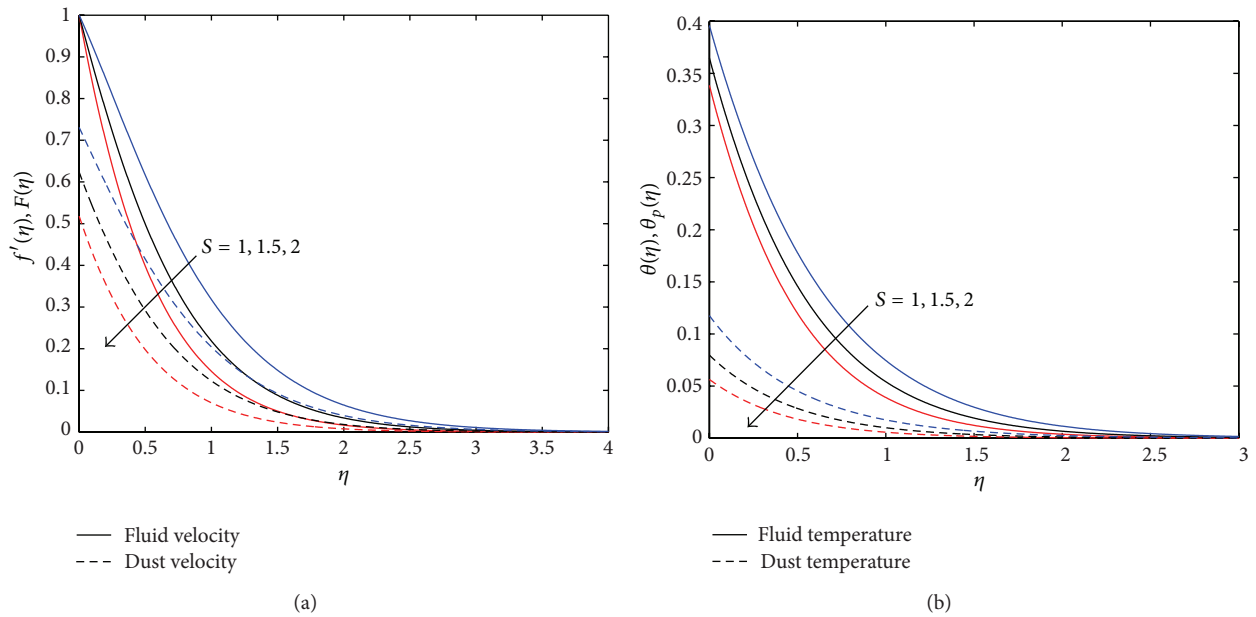 1
0.9
0.8
0.7
0.6
0.5
0.4
0.3
0.2
0.1
0
f′(η), F(η)
S = 1, 1.5, 2
0 0.5 1 1.5 2 2.5 3 3.5 4
η
Fluid velocity
Dust velocity
(a)
0.4
0.35
0.3
0.25
0.2
0.15
0.1
0.05
0
θ(η), θp(η)
S = 1, 1.5, 2
0 0.5 1 1.5 2 2.5 3
η
Fluid temperature
Dust temperature
(b)